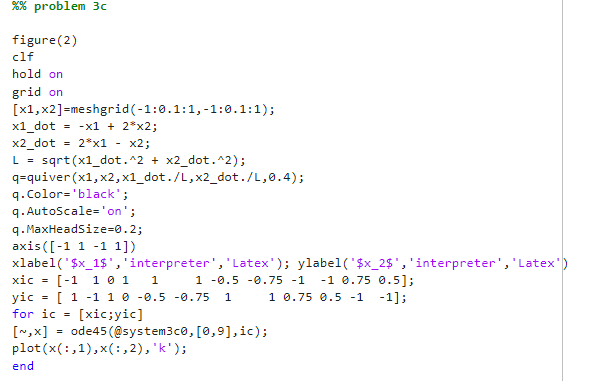 %% problem 3c
figure(2)
clf
hold on
grid on
[x1,x2]=meshgrid(-1:0.1:1,-1:0.1:1);
x1_dot = -x1 + 2*x2;
x2_dot = 2*x1 - x2;
L = sqrt(x1_dot.^2 + x2_dot.^2);
q=quiver(x1,x2,x1_dot./L,x2_dot./L,0.4);
q.Color='black';
q.AutoScale='on';
q.MaxHeadSize=0.2;
axis([-1 1 -1 1])
xlabel('$x_1$','interpreter','Latex'); ylabel('$x_2$','interpreter','Latex')
xic = [-1  1 0 1   1     1 -0.5 -0.75 -1  -1 0.75 0.5];
yic = [ 1 -1 1 0 -0.5 -0.75  1     1 0.75 0.5 -1  -1];
for ic = [xic;yic]
[~,x] = ode45(@system3c0,[0,9],ic);
plot(x(:,1),x(:,2),'k');
end